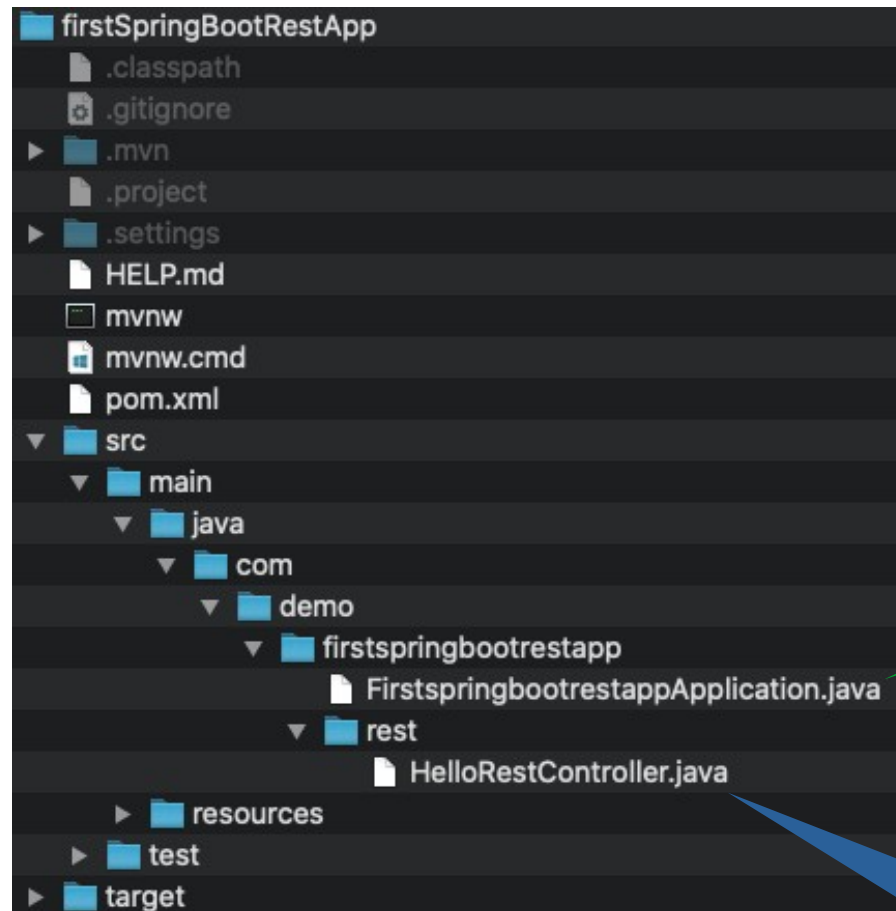 firstSpringBootRestApp
.classpath
.gitignore
.mvn
.project
.settings
HELP.md
mvnw
mvnw.cmd
pom.xml
src
main
java
com
demo
firstspringbootrestapp
FirstspringbootrestappApplication.java
rest
HelloRestController.java
resources
test
target